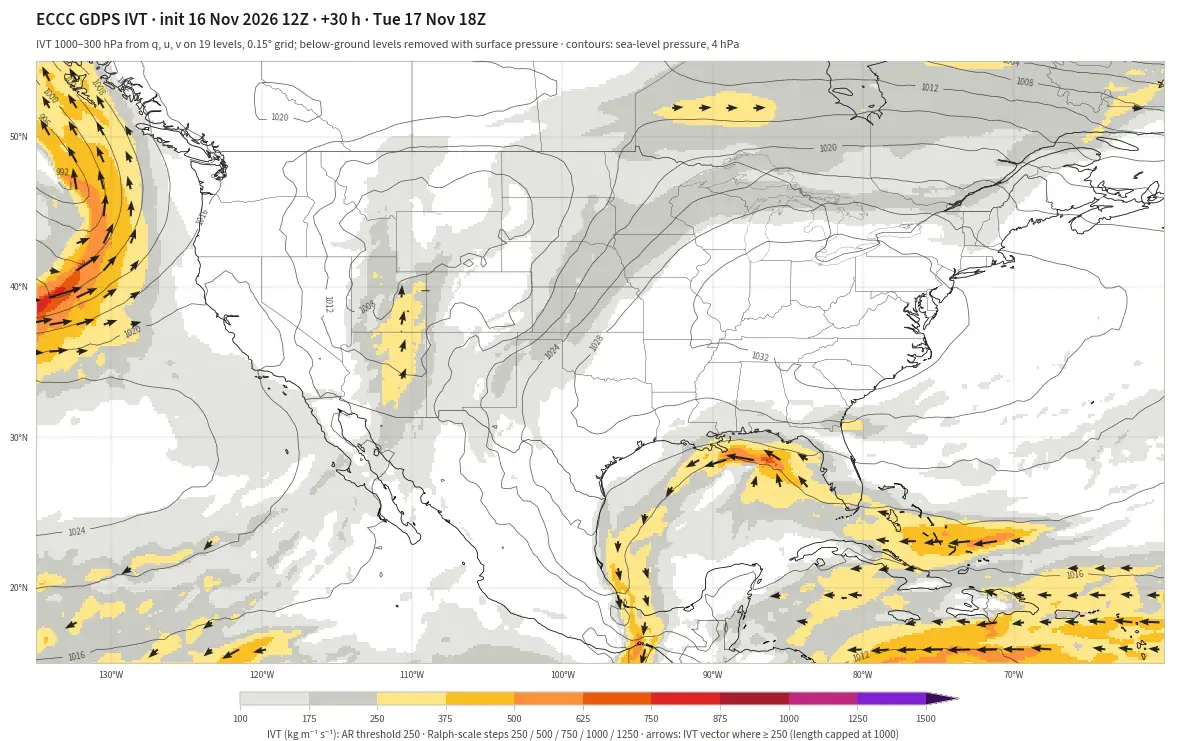 ECCC GDPS IVT · init 16 Nov 2026 12Z · +30 h · Tue 17 Nov 18Z
IVT 1000–300 hPa from q, u, v on 19 levels, 0.15° grid; below-ground levels removed with surface pressure · contours: sea-level pressure, 4 hPa
1008
1000
996
992
1016
1020
1020
1012
1008
1020
1012
1008
1024
1028
1032
50°N
40°N
30°N
20°N
1024
1016
1016
1012
130°W 120°W 110°W 100°W 90°W 80°W 70°W
100 175 250 375 500 625 750 875 1000 1250 1500
IVT (kg m⁻¹ s⁻¹): AR threshold 250 · Ralph-scale steps 250 / 500 / 750 / 1000 / 1250 · arrows: IVT vector where ≥ 250 (length capped at 1000)